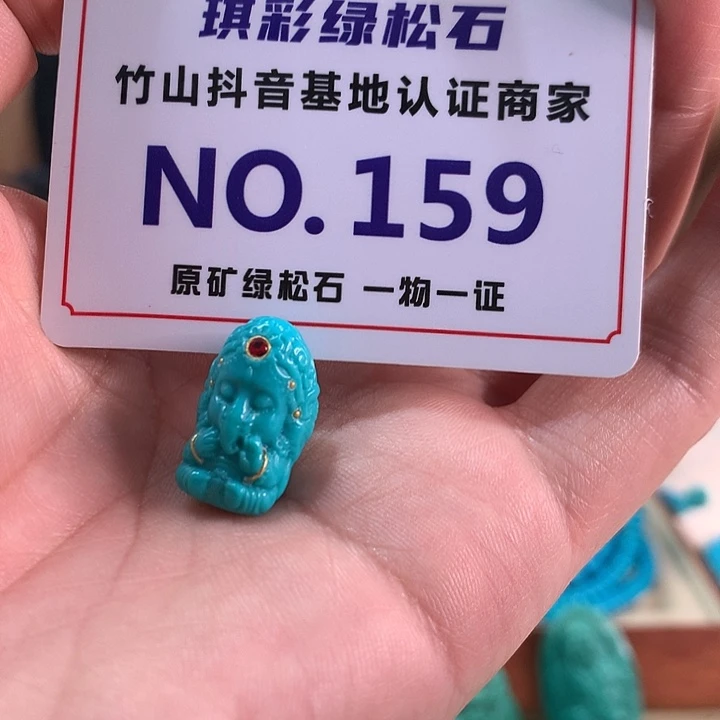 琪彩绿松石
竹山抖音基地认证商家
NO.159
原矿绿松石 一物一证